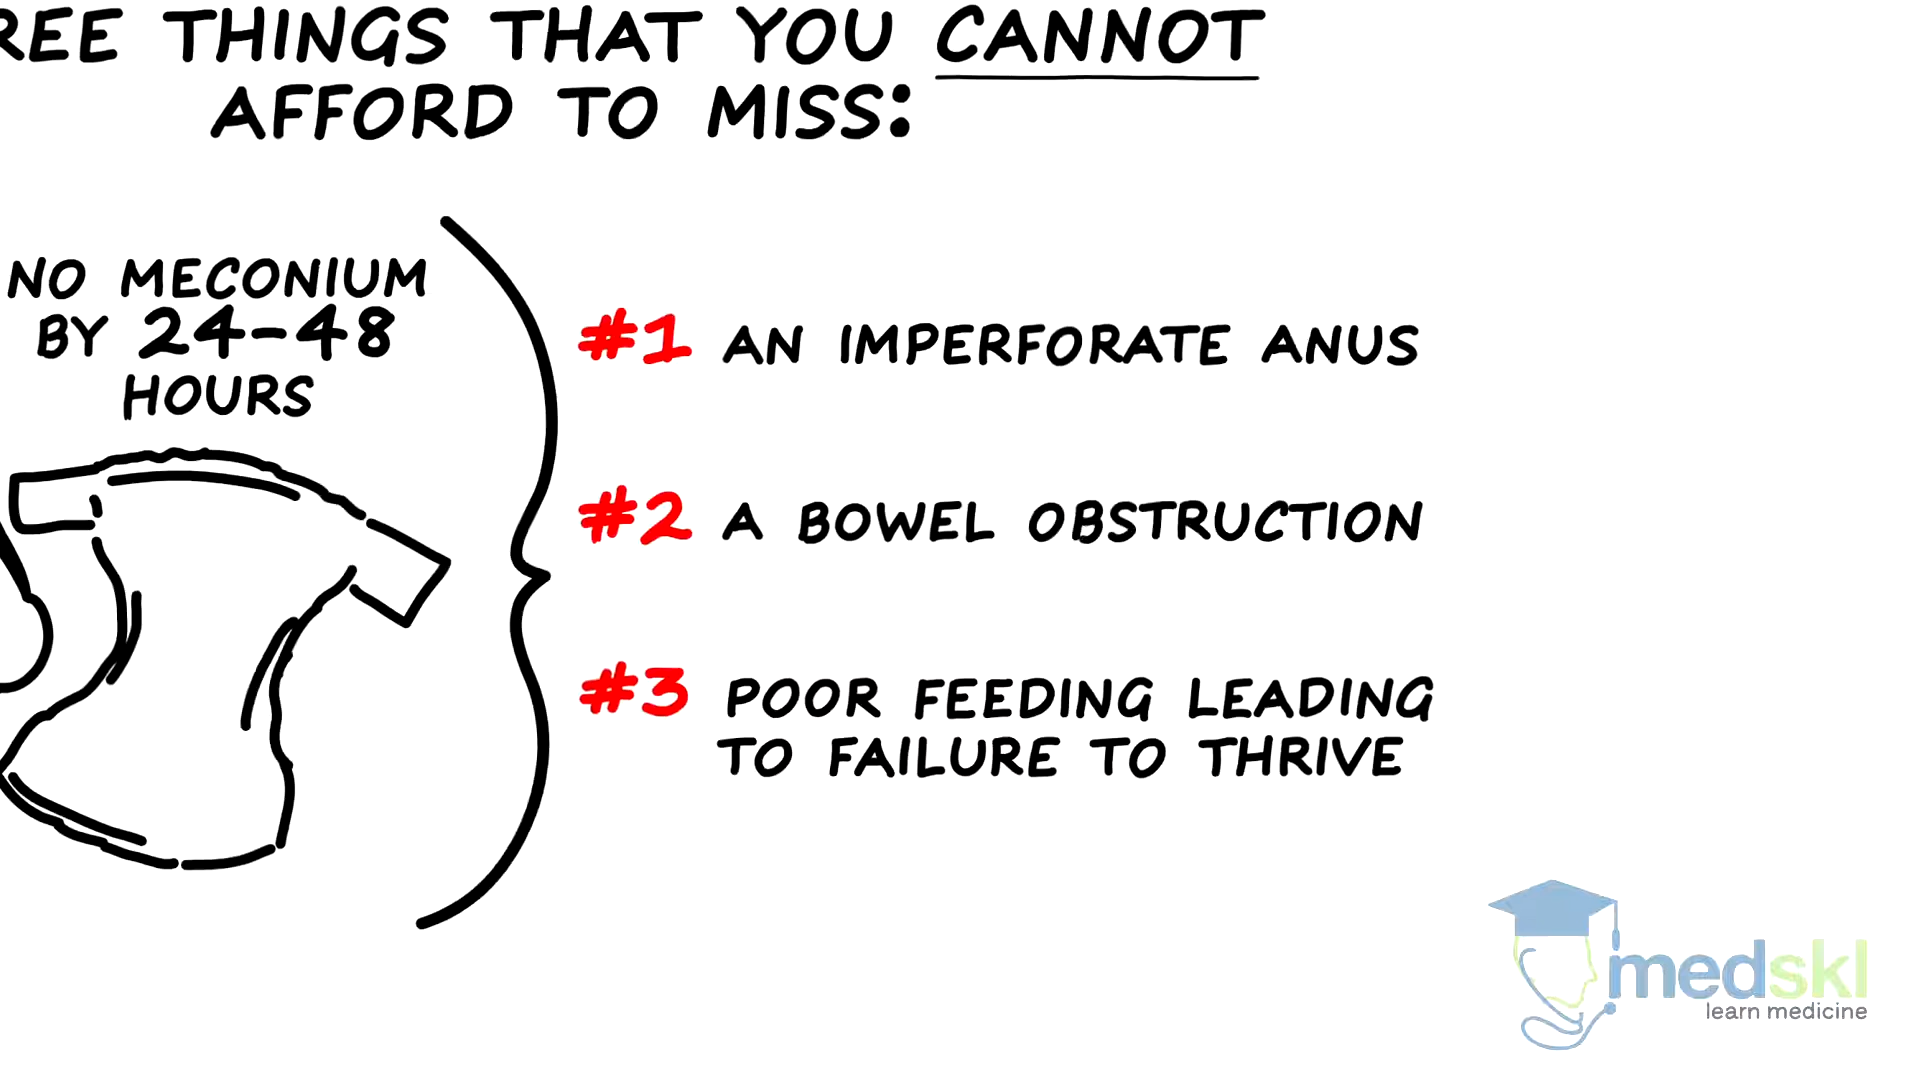 REE THINGS THAT YOU CANNOT
AFFORD TO MISS:
NO MECONIUM
BY 24-48
HOURS
#1 AN IMPERFORATE ANUS
#2 A BOWEL OBSTRUCTION
#3 POOR FEEDING LEADING
TO FAILURE TO THRIVE
medskl
learn medicine